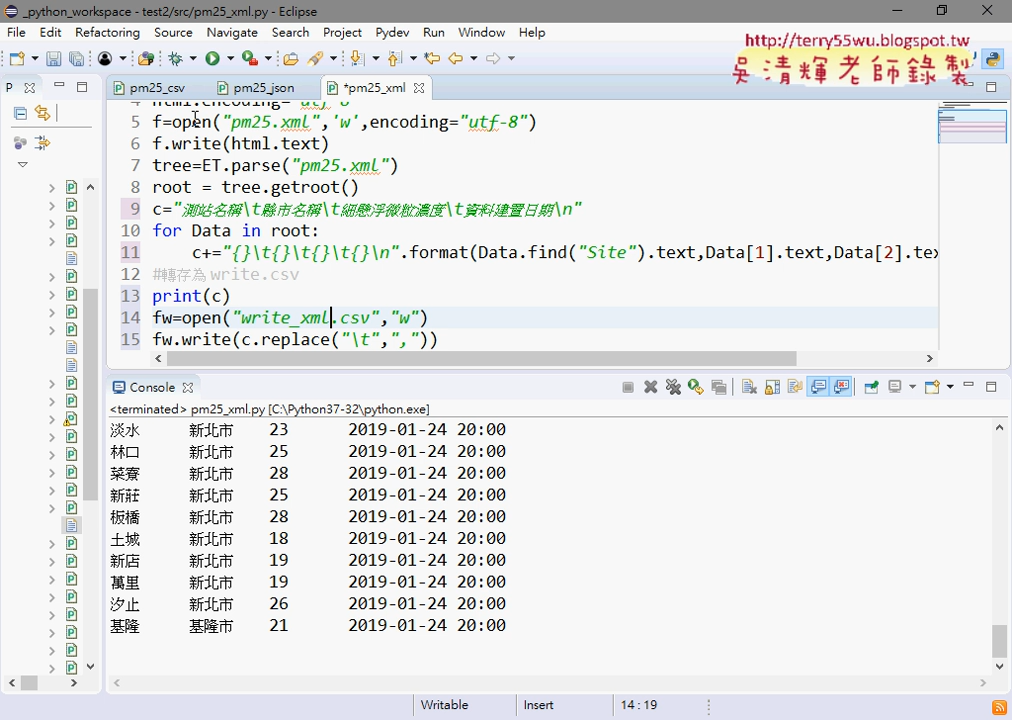 _python_workspace - test2/src/pm25_xml.py - Eclipse
File Edit Refactoring Source Navigate Search Project Pydev Run Window Help
http://terry55wu.blogspot.tw
吳清輝老師錄製
P
pm25_csv pm25_json *pm25_xml
4 html.encoding="utf-8"
5 f=open("pm25.xml",'w',encoding="utf-8")
6 f.write(html.text)
7 tree=ET.parse("pm25.xml")
8 root = tree.getroot()
9 c="測站名稱\t縣市名稱\t細懸浮微粒濃度\t資料建置日期\n"
10 for Data in root:
11 c+="{}\t{}\t{}\t{}\n".format(Data.find("Site").text,Data[1].text,Data[2].tex
12 #轉存為write.csv
13 print(c)
14 fw=open("write_xml.csv","w")
15 fw.write(c.replace("\t",","))
Console
<terminated> pm25_xml.py [C:\Python37-32\python.exe]
淡水 新北市 23 2019-01-24 20:00
林口 新北市 25 2019-01-24 20:00
菜寮 新北市 28 2019-01-24 20:00
新莊 新北市 25 2019-01-24 20:00
板橋 新北市 28 2019-01-24 20:00
土城 新北市 18 2019-01-24 20:00
新店 新北市 19 2019-01-24 20:00
萬里 新北市 19 2019-01-24 20:00
汐止 新北市 26 2019-01-24 20:00
基隆 基隆市 21 2019-01-24 20:00
Writable Insert 14 : 19